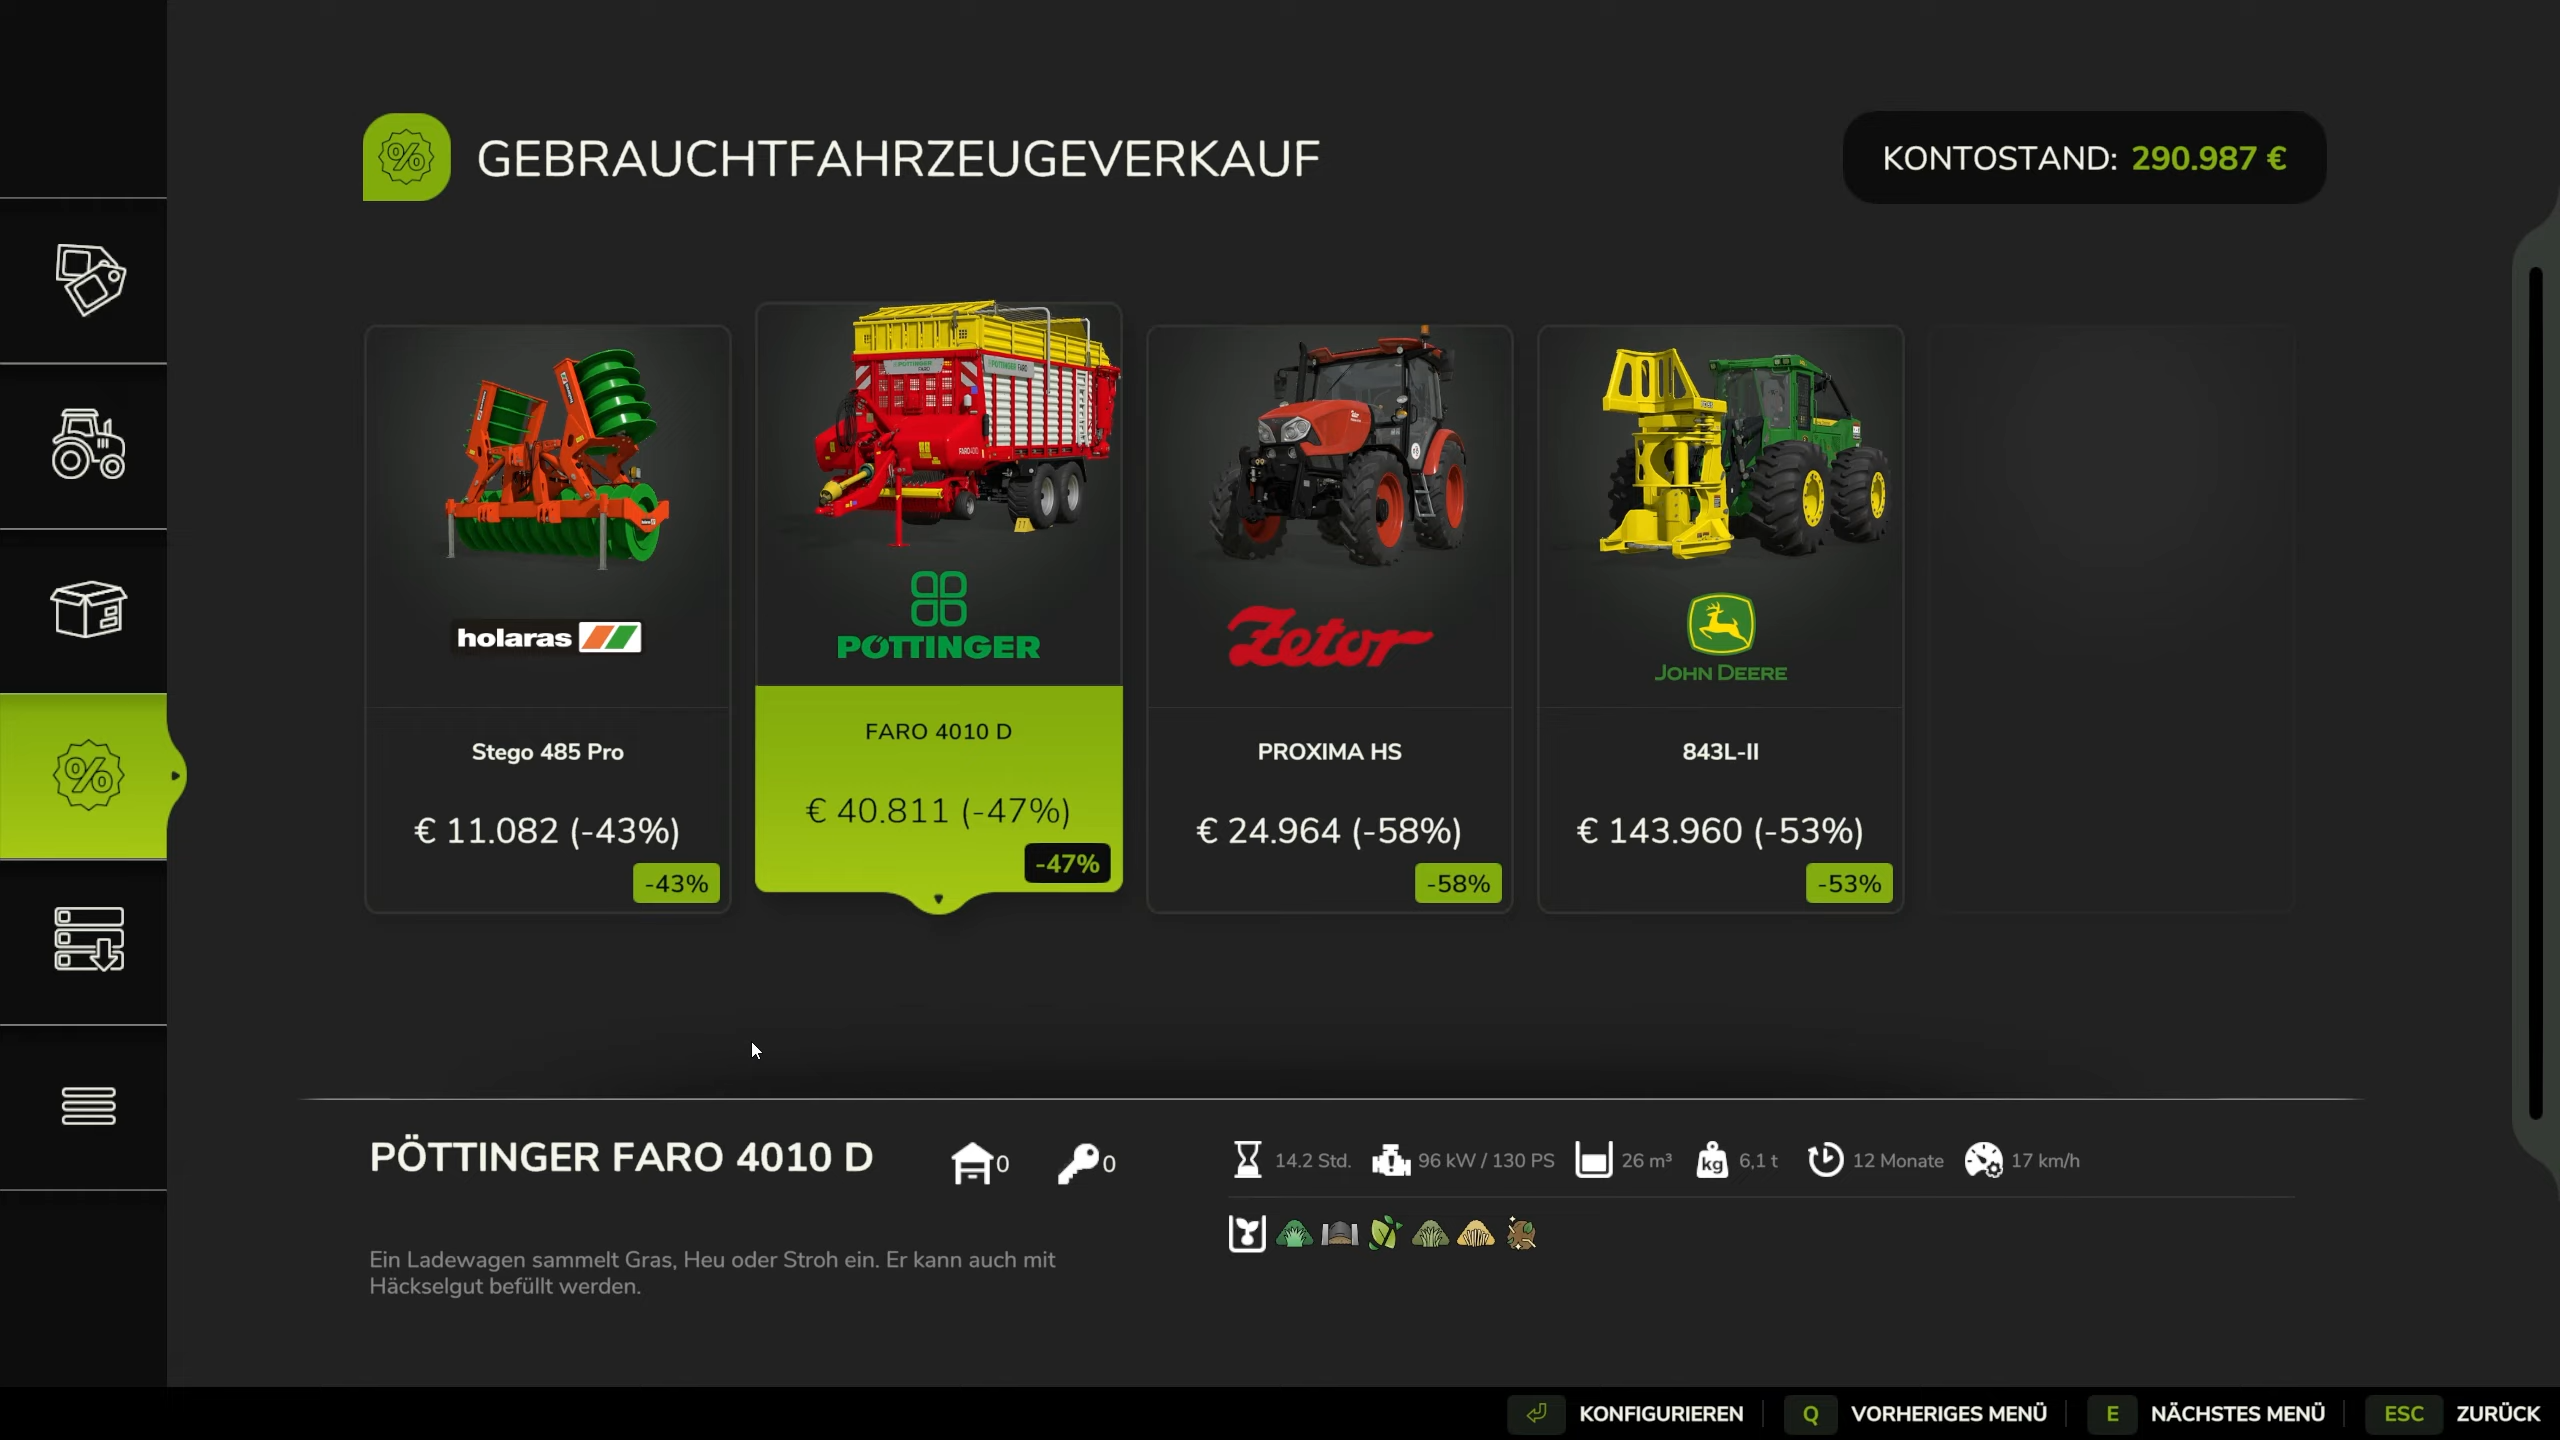 GEBRAUCHTFAHRZEUGEVERKAUF
KONTOSTAND: 290.987 €
holaras
PÖTTINGER
Zetor
JOHN DEERE
Stego 485 Pro
€ 11.082 (-43%)
-43%
FARO 4010 D
€ 40.811 (-47%)
-47%
PROXIMA HS
€ 24.964 (-58%)
-58%
843L-II
€ 143.960 (-53%)
-53%
PÖTTINGER FARO 4010 D
0
0
14.2 Std.
96 kW / 130 PS
26 m³
kg
6,1 t
12 Monate
17 km/h
Ein Ladewagen sammelt Gras, Heu oder Stroh ein. Er kann auch mit
Häckselgut befüllt werden.
KONFIGURIEREN
Q VORHERIGES MENÜ
E NÄCHSTES MENÜ
ESC ZURÜCK